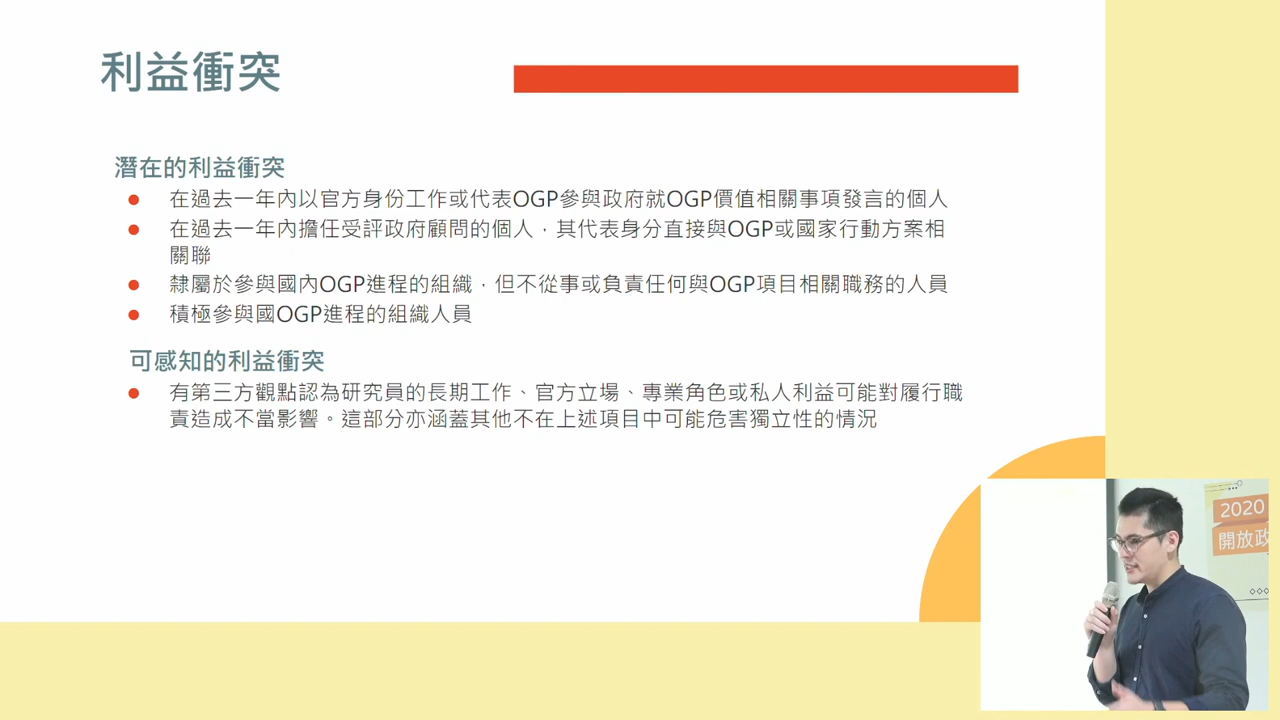 利益衝突
潛在的利益衝突
在過去一年內以官方身份工作或代表OGP參與政府就OGP價值相關事項發言的個人
在過去一年內擔任受評政府顧問的個人，其代表身分直接與OGP或國家行動方案相
關聯
隸屬於參與國內OGP進程的組織，但不從事或負責任何與OGP項目相關職務的人員
積極參與國OGP進程的組織人員
可感知的利益衝突
有第三方觀點認為研究員的長期工作、官方立場、專業角色或私人利益可能對履行職
責造成不當影響。這部分亦涵蓋其他不在上述項目中可能危害獨立性的情況
2020
開放政